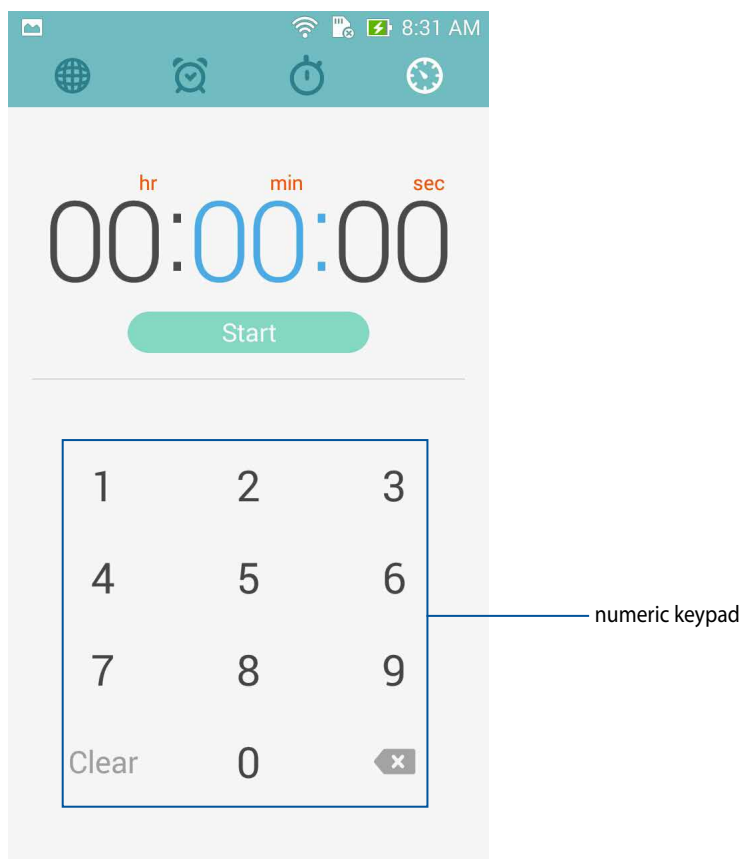 8:31 AM
hr min sec
00:00:00
Start
1 2 3
4 5 6
numeric keypad
7 8 9
Clear 0